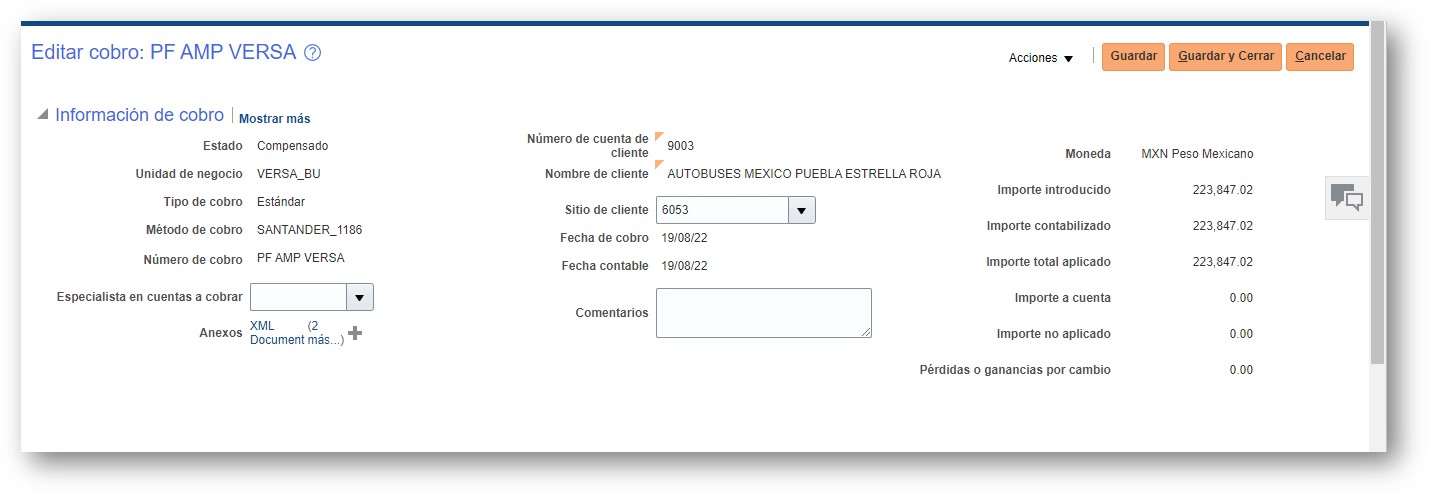 Editar cobro: PF AMP VERSA ?
Acciones
Guardar
Guardar y Cerrar
Cancelar
Información de cobro
Mostrar más
Estado Compensado
Unidad de negocio VERSA_BU
Tipo de cobro Estándar
Método de cobro SANTANDER_1186
Número de cobro PF AMP VERSA
Especialista en cuentas a cobrar
Anexos XML (2
Document más...)
Número de cuenta de
cliente 9003
Nombre de cliente AUTOBUSES MEXICO PUEBLA ESTRELLA ROJA
Sitio de cliente 6053
Fecha de cobro 19/08/22
Fecha contable 19/08/22
Comentarios
Moneda MXN Peso Mexicano
Importe introducido 223,847.02
Importe contabilizado 223,847.02
Importe total aplicado 223,847.02
Importe a cuenta 0.00
Importe no aplicado 0.00
Pérdidas o ganancias por cambio 0.00